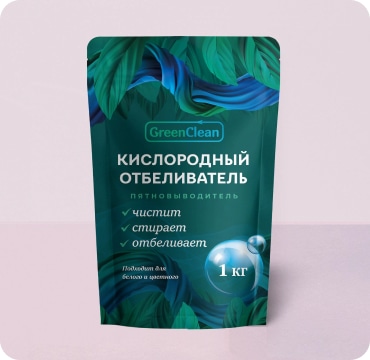 GreenClean
КИСЛОРОДНЫЙ
ОТБЕЛИВАТЕЛЬ
ПЯТНОВЫВОДИТЕЛЬ
чистит
стирает
отбеливает
Подходит для
белого и цветного
1 кг